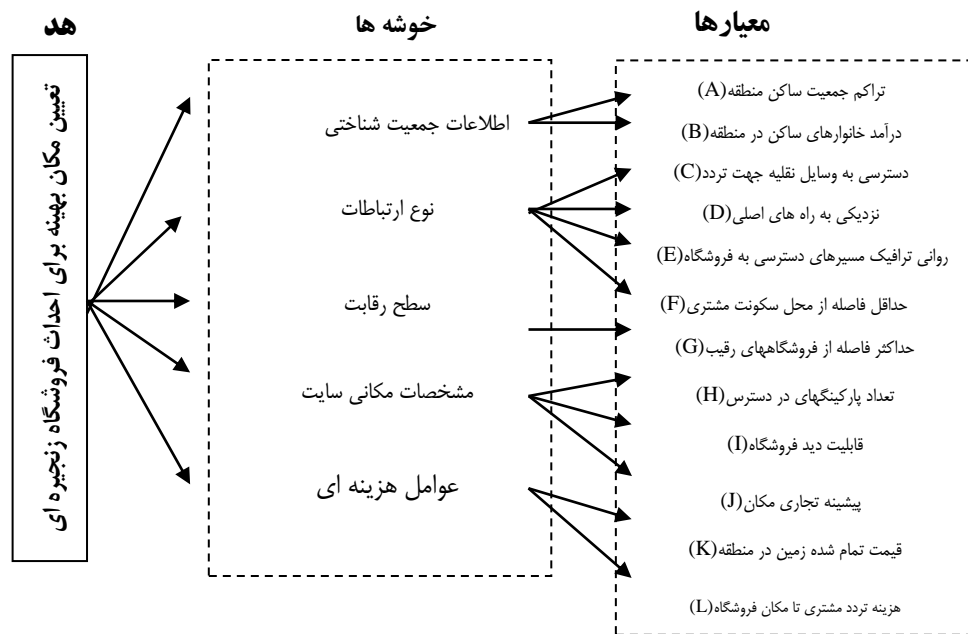 هد
خوشه ها
معیارها
تعیین مکان بهینه برای احداث فروشگاه زنجیره ای
اطلاعات جمعیت شناختی
نوع ارتباطات
سطح رقابت
مشخصات مکانی سایت
عوامل هزینه ای
تراکم جمعیت ساکن منطقه(A)
درآمد خانوارهای ساکن در منطقه(B)
دسترسی به وسایل نقلیه جهت تردد(C)
نزدیکی به راه های اصلی(D)
روانی ترافیک مسیرهای دسترسی به فروشگاه(E)
حداقل فاصله از محل سکونت مشتری(F)
حداکثر فاصله از فروشگاههای رقیب(G)
تعداد پارکینگهای در دسترس(H)
قابلیت دید فروشگاه(I)
پیشینه تجاری مکان(J)
قیمت تمام شده زمین در منطقه(K)
هزینه تردد مشتری تا مکان فروشگاه(L)